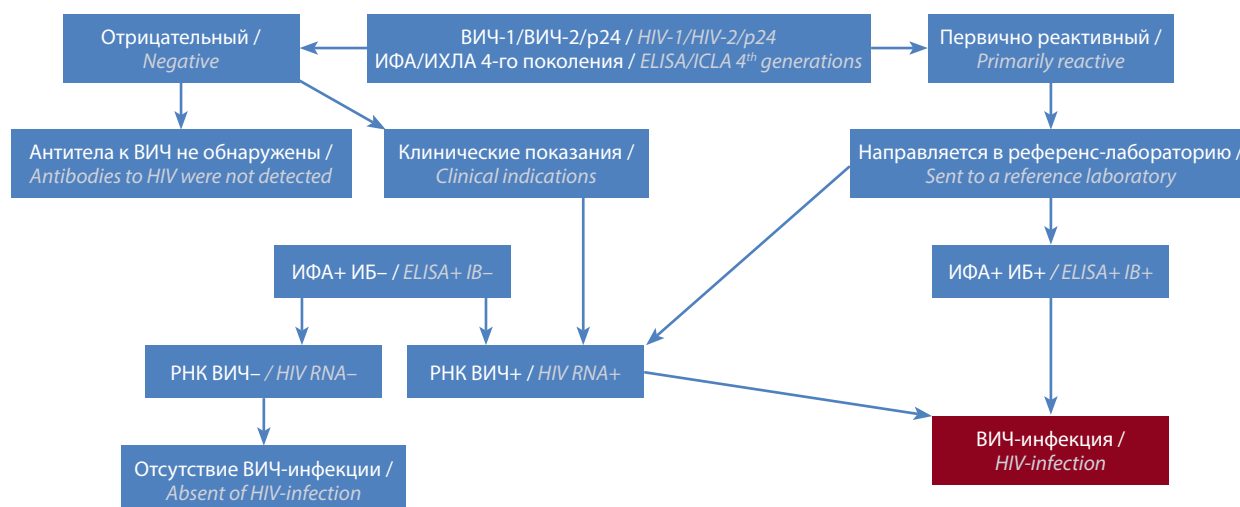 Отрицательный /
Negative
ВИЧ-1/ВИЧ-2/p24 / HIV-1/HIV-2/p24
ИФА/ИХЛА 4-го поколения / ELISA/ICLA 4th generations
Первично реактивный /
Primarily reactive
Антитела к ВИЧ не обнаружены /
Antibodies to HIV were not detected
Клинические показания /
Clinical indications
Направляется в референс-лабораторию /
Sent to a reference laboratory
ИФА+ ИБ– / ELISA+ IB–
ИФА+ ИБ+ / ELISA+ IB+
РНК ВИЧ– / HIV RNA–
РНК ВИЧ+ / HIV RNA+
Отсутствие ВИЧ-инфекции /
Absent of HIV-infection
ВИЧ-инфекция /
HIV-infection